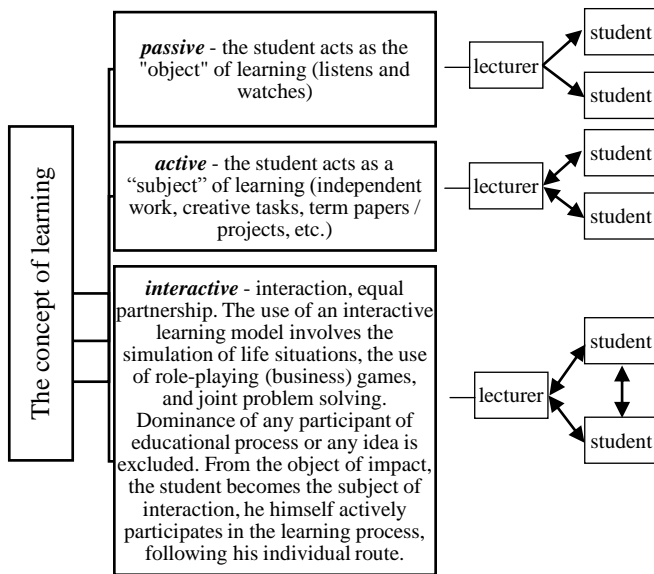 The concept of learning
passive - the student acts as the
"object" of learning (listens and
watches)
lecturer
student
student
active - the student acts as a
“subject” of learning (independent
work, creative tasks, term papers /
projects, etc.)
lecturer
student
student
interactive - interaction, equal
partnership. The use of an interactive
learning model involves the
simulation of life situations, the use
of role-playing (business) games,
and joint problem solving.
Dominance of any participant of
educational process or any idea is
excluded. From the object of impact,
the student becomes the subject of
interaction, he himself actively
participates in the learning process,
following his individual route.
lecturer
student
student